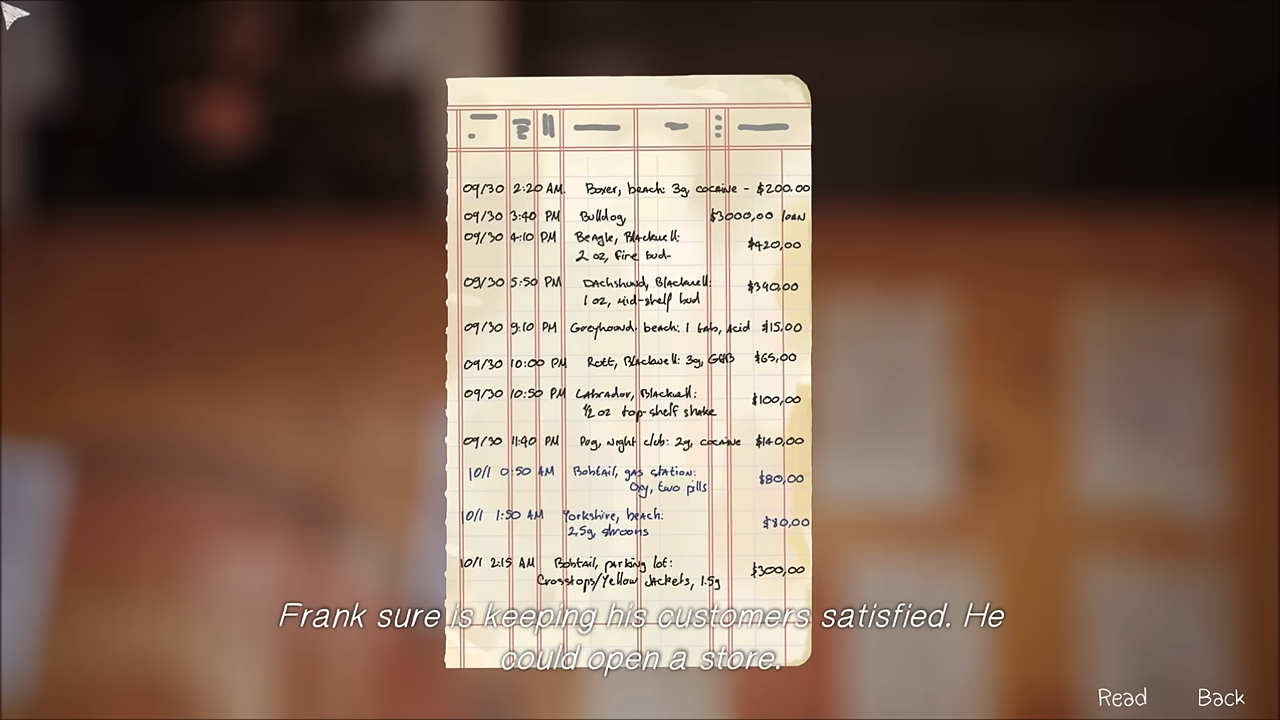 09/30 2:20 AM. Boxer, beach: 3g, cocaine - $200.00
09/30 3:40 PM Bulldog, $3000,00 loan
09/30 4:10 PM Beagle, Blackwell: $420,00
2 oz, fire bud-
09/30 5:50 PM Dachshund, Blackwell: $340,00
1 oz, mid-shelf bud
09/30 9:10 PM Greyhound, beach: 1 tab, acid $15.00
09/30 10:00 PM Rott, Blackwell: 3g, GHB $65,00
09/30 10:50 PM Labrador, Blackwell: $100,00
1/2 oz top-shelf shake
09/30 11:40 PM Pug, night club: 2g, cocaine $140,00
10/1 0:50 AM Bobtail, gas station: $80,00
Oxy, two pills
10/1 1:50 AM Yorkshire, beach:
2,5g, shrooms
10/1 2:15 AM Bobtail, parking lot: $300,00
Crosstops/Yellow Jackets, 1.5g
Frank sure is keeping his customers satisfied. He
could open a store.
Read Back